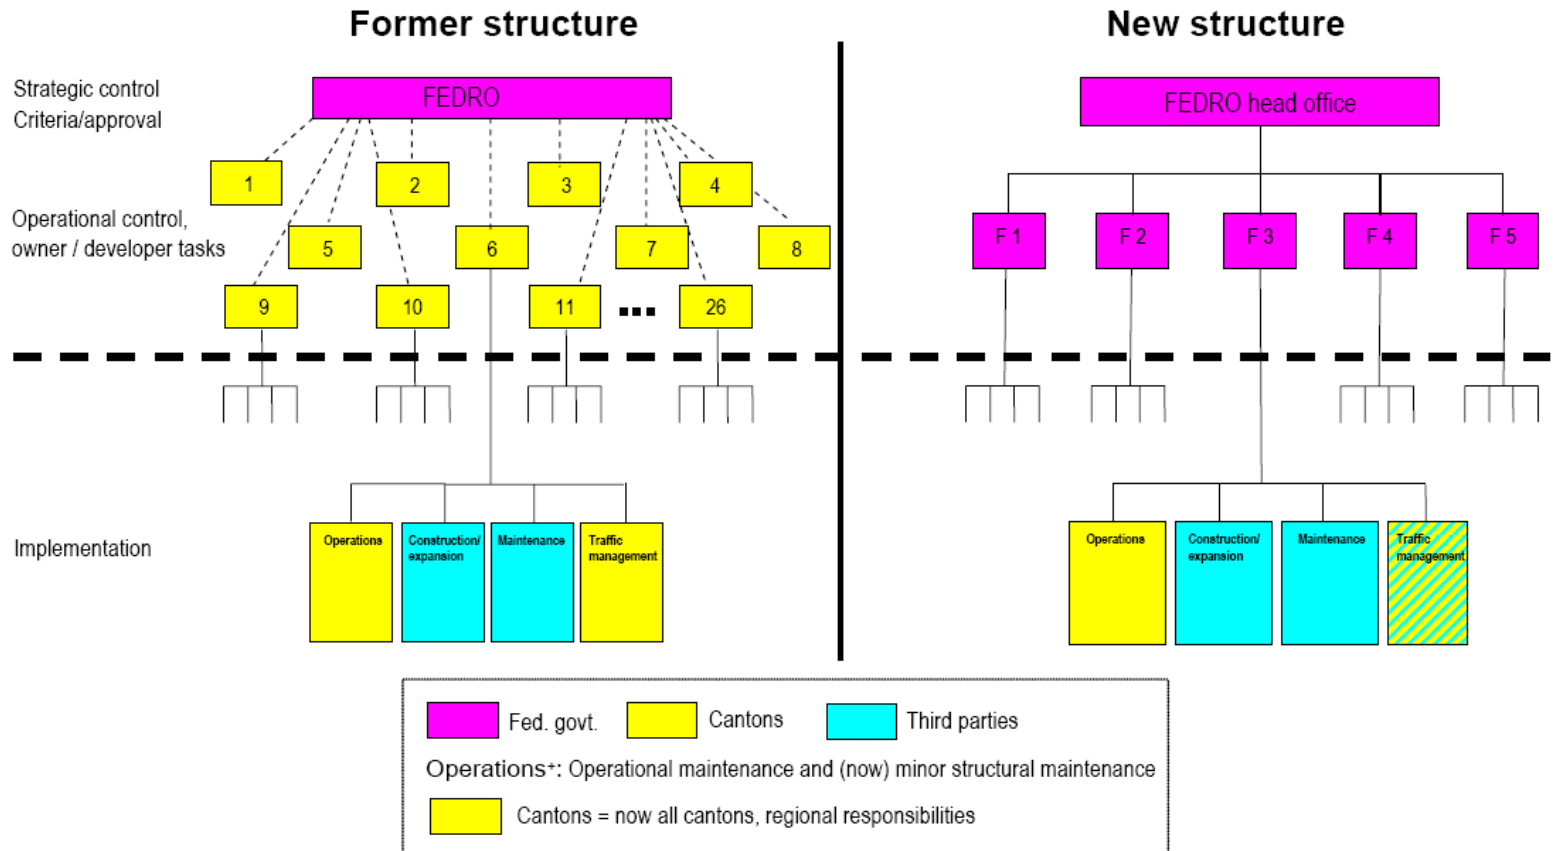 Former structure
New structure
Strategic control
Criteria/approval
FEDRO
FEDRO head office
1
2
3
4
Operational control,
owner / developer tasks
5
6
7
8
F 1
F 2
F 3
F 4
F 5
9
10
11
...
26
Implementation
Operations
Construction/
expansion
Maintenance
Traffic
management
Operations
Construction/
expansion
Maintenance
Traffic
management
Fed. govt.
Cantons
Third parties
Operations+: Operational maintenance and (now) minor structural maintenance
Cantons = now all cantons, regional responsibilities